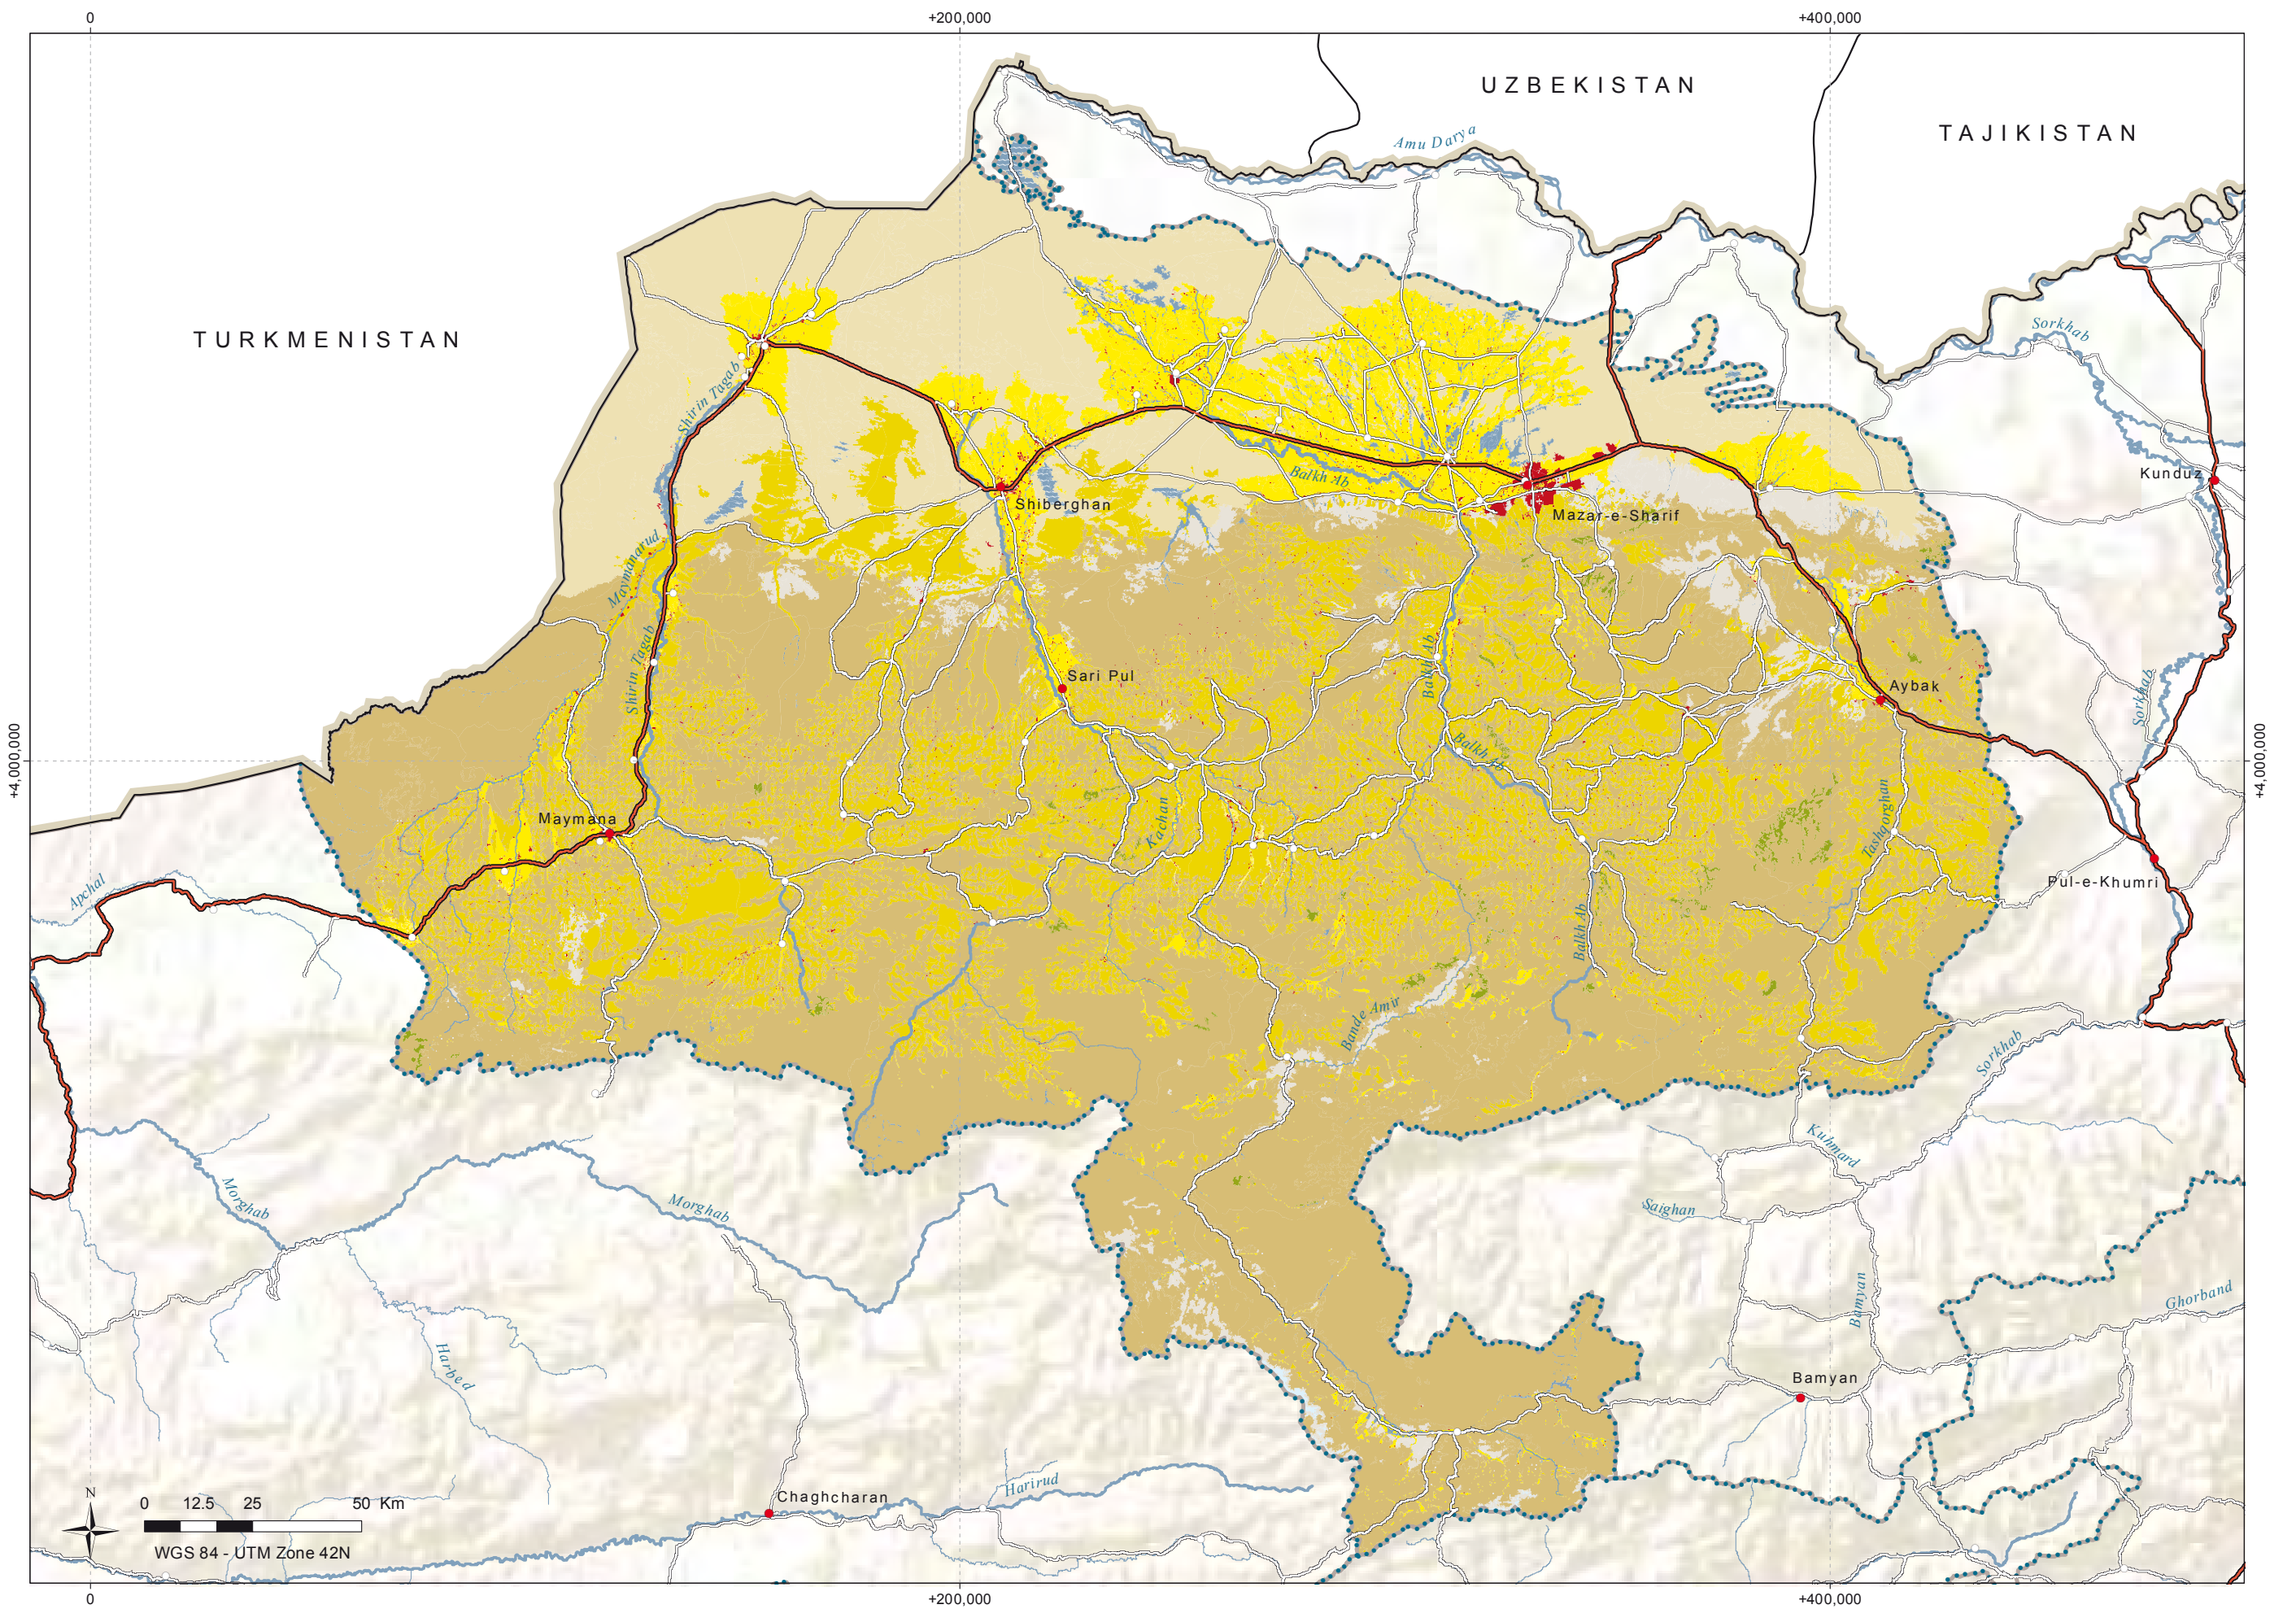 0
+200,000
+400,000
UZBEKISTAN
TAJIKISTAN
Amu Darya
TURKMENISTAN
Sorkhab
Shirin Tagab
Kunduz
Balkh Ab
Shiberghan
Mazar-e-Sharif
Maymanarud
Shirin Tagab
Balkh Ab
Sari Pul
Aybak
Sorkhab
+4,000,000
Balkh Ab
+4,000,000
Maymana
Kachan
Tashqorghan
Apchal
Pul-e-Khumri
Balkh Ab
Bande Amir
Sorkhab
Kuhmard
Morghab
Morghab
Saighan
Bamyan
Ghorband
Harbed
Bamyan
Harirud
Chaghcharan
N
0 12.5 25 50 Km
WGS 84 - UTM Zone 42N
0
+200,000
+400,000